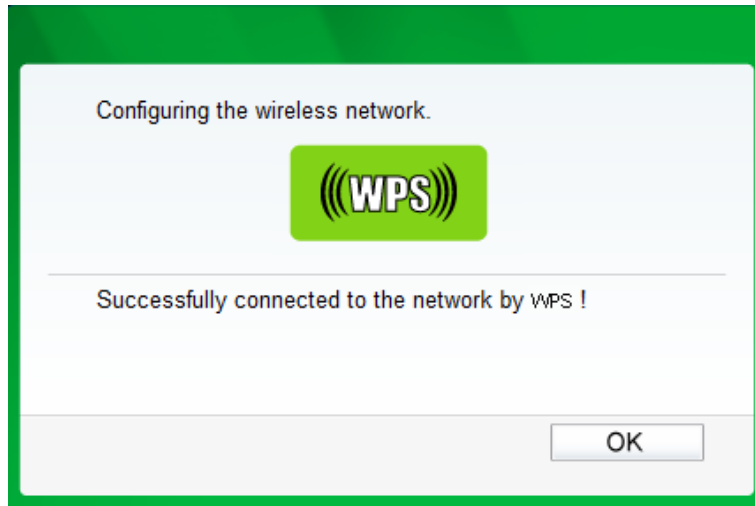 Configuring the wireless network.
(((WPS)))
Successfully connected to the network by WPS !
OK